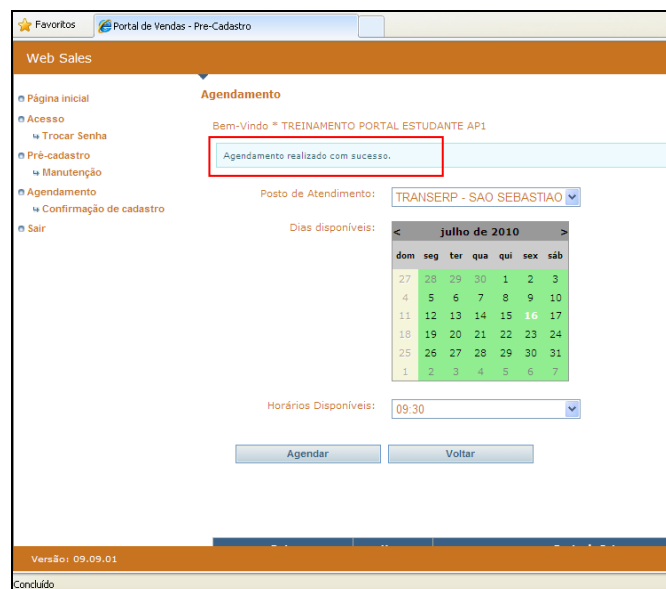 Favoritos
Portal de Vendas - Pre-Cadastro
Web Sales
Página inicial
Acesso
Trocar Senha
Pré-cadastro
Manutenção
Agendamento
Confirmação de cadastro
Sair
Agendamento
Bem-Vindo * TREINAMENTO PORTAL ESTUDANTE AP1
Agendamento realizado com sucesso.
Posto de Atendimento: TRANSERP - SAO SEBASTIAO
Dias disponíveis:
< julho de 2010 >
dom seg ter qua qui sex sáb
27 28 29 30 1 2 3
4 5 6 7 8 9 10
11 12 13 14 15 16 17
18 19 20 21 22 23 24
25 26 27 28 29 30 31
1 2 3 4 5 6 7
Horários Disponíveis: 09:30
Agendar Voltar
Versão: 09.09.01
Concluído